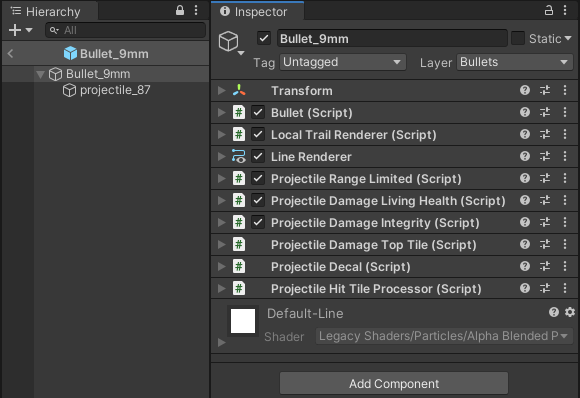 Hierarchy
All
Bullet_9mm
Bullet_9mm
projectile_87
Inspector
Bullet_9mm
Static
Tag Untagged Layer Bullets
Transform
# Bullet (Script)
# Local Trail Renderer (Script)
Line Renderer
# Projectile Range Limited (Script)
# Projectile Damage Living Health (Script)
# Projectile Damage Integrity (Script)
# Projectile Damage Top Tile (Script)
# Projectile Decal (Script)
# Projectile Hit Tile Processor (Script)
Default-Line
Shader Legacy Shaders/Particles/Alpha Blended P
Add Component